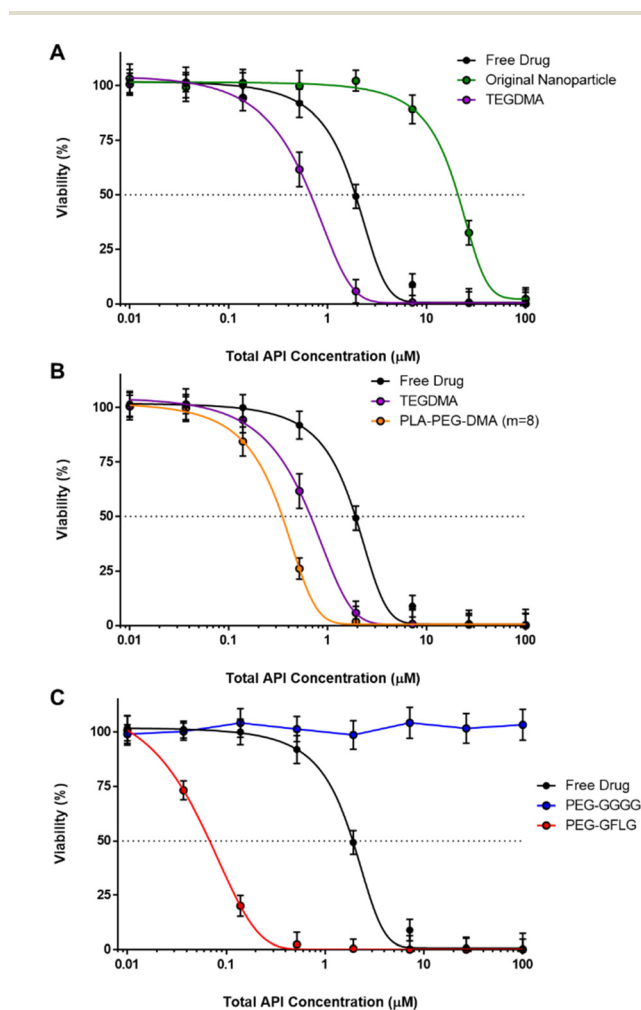 A
Free Drug
Original Nanoparticle
TEGDMA
100
75
50
25
0
Viability (%)
0.01 0.1 1 10 100
Total API Concentration (μM)
B
Free Drug
TEGDMA
PLA-PEG-DMA (m=8)
100
75
50
25
0
Viability (%)
0.01 0.1 1 10 100
Total API Concentration (μM)
C
Free Drug
PEG-GGGG
PEG-GFLG
100
75
50
25
0
Viability (%)
0.01 0.1 1 10 100
Total API Concentration (μM)